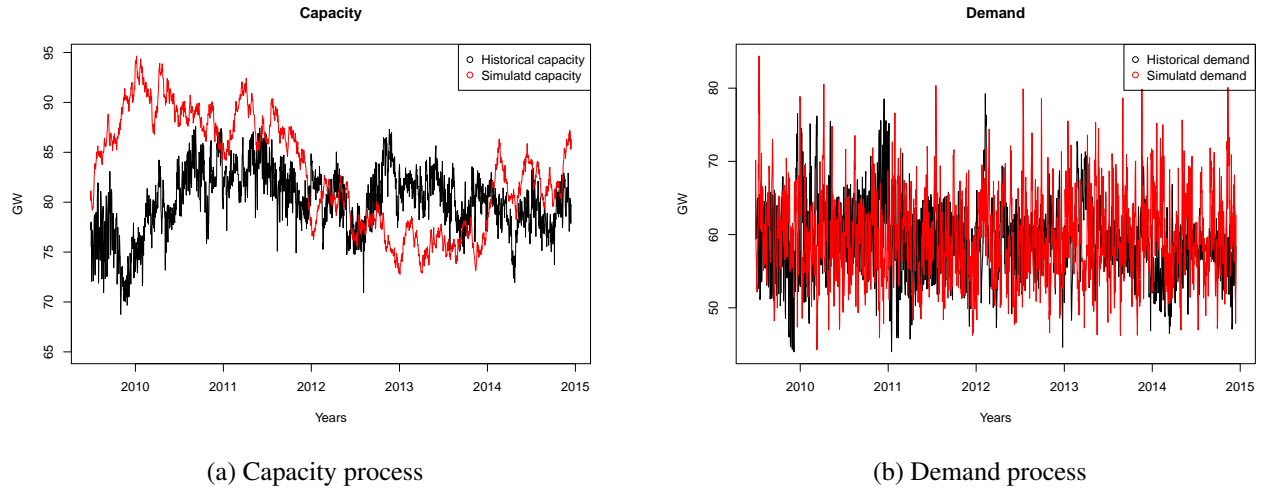 Capacity
95
90
85
80
75
70
65
GW
Historical capacity
Simulatd capacity
2010 2011 2012 2013 2014 2015
Years
(a) Capacity process
Demand
80
70
60
50
GW
Historical demand
Simulatd demand
2010 2011 2012 2013 2014 2015
Years
(b) Demand process